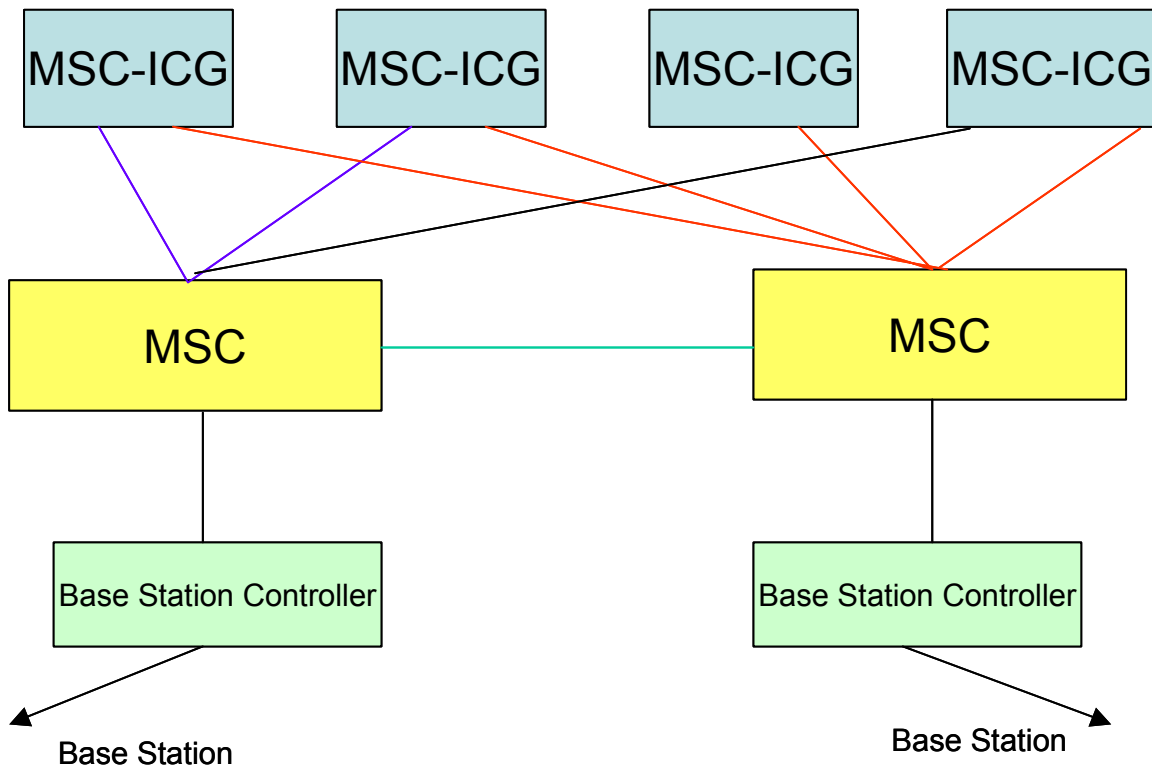 MSC-ICG
MSC-ICG
MSC-ICG
MSC-ICG
MSC
MSC
Base Station Controller
Base Station Controller
Base Station
Base Station